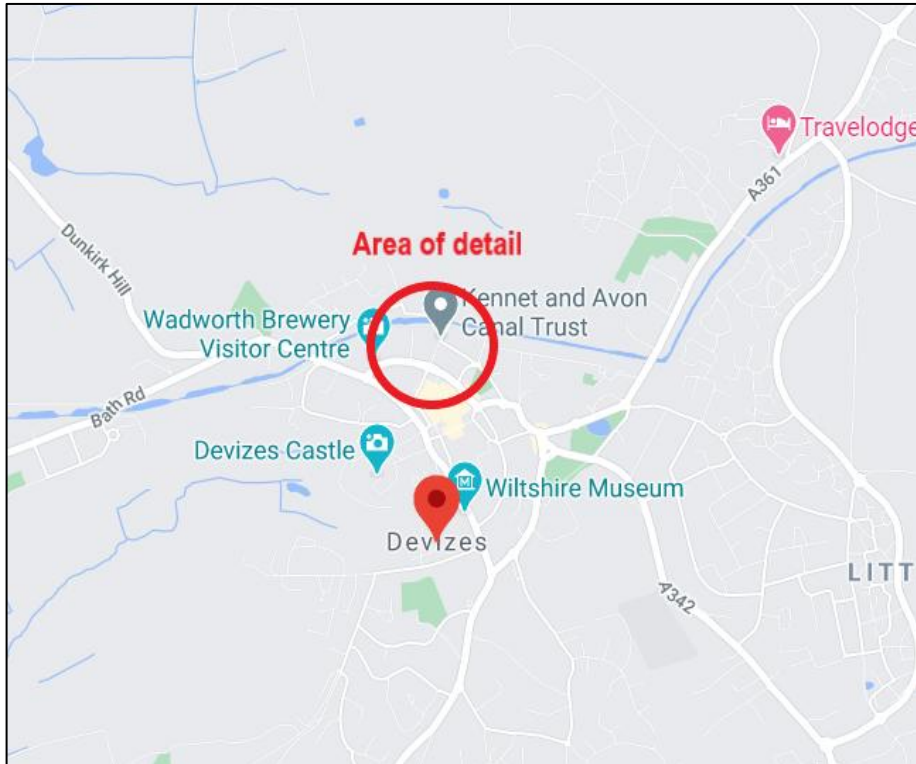 Travelodge
A361
Dunkirk Hill
Area of detail
Kennet and Avon
Canal Trust
Wadworth Brewery
Visitor Centre
Bath Rd
Devizes Castle
Wiltshire Museum
Devizes
LITT
A342